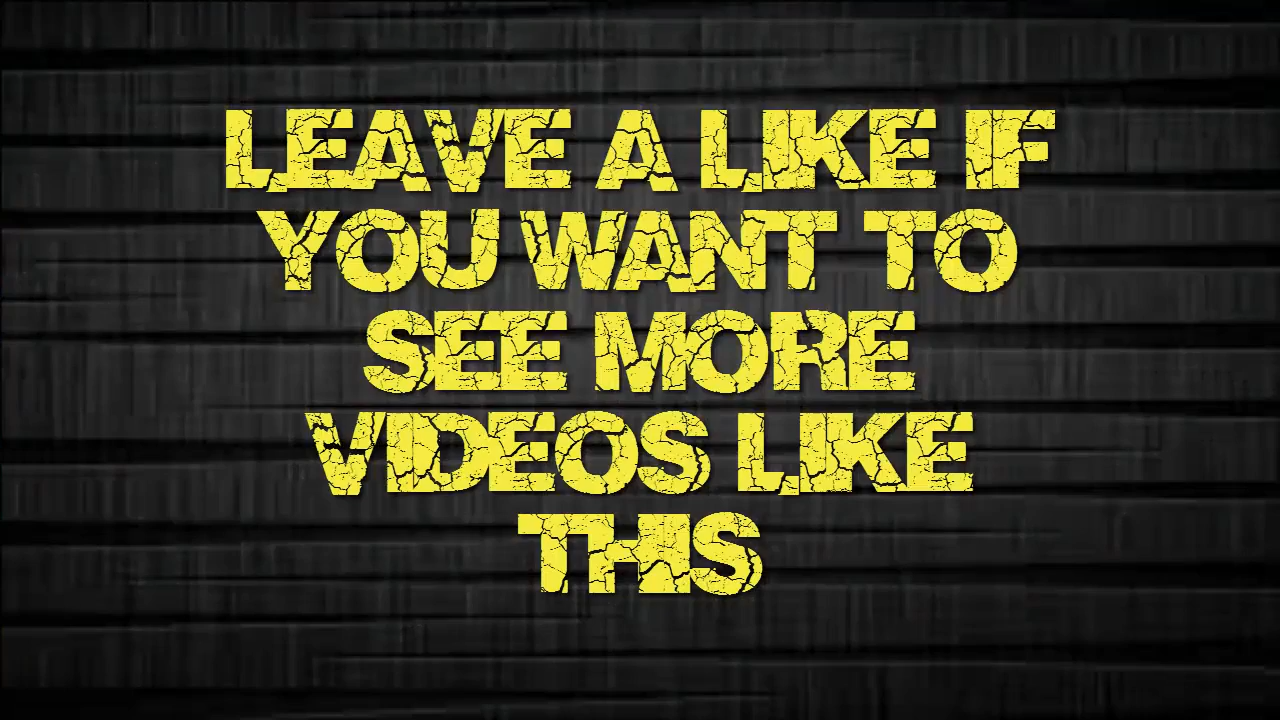 LEAVE A LIKE IF
YOU WANT TO
SEE MORE
VIDEOS LIKE
THIS